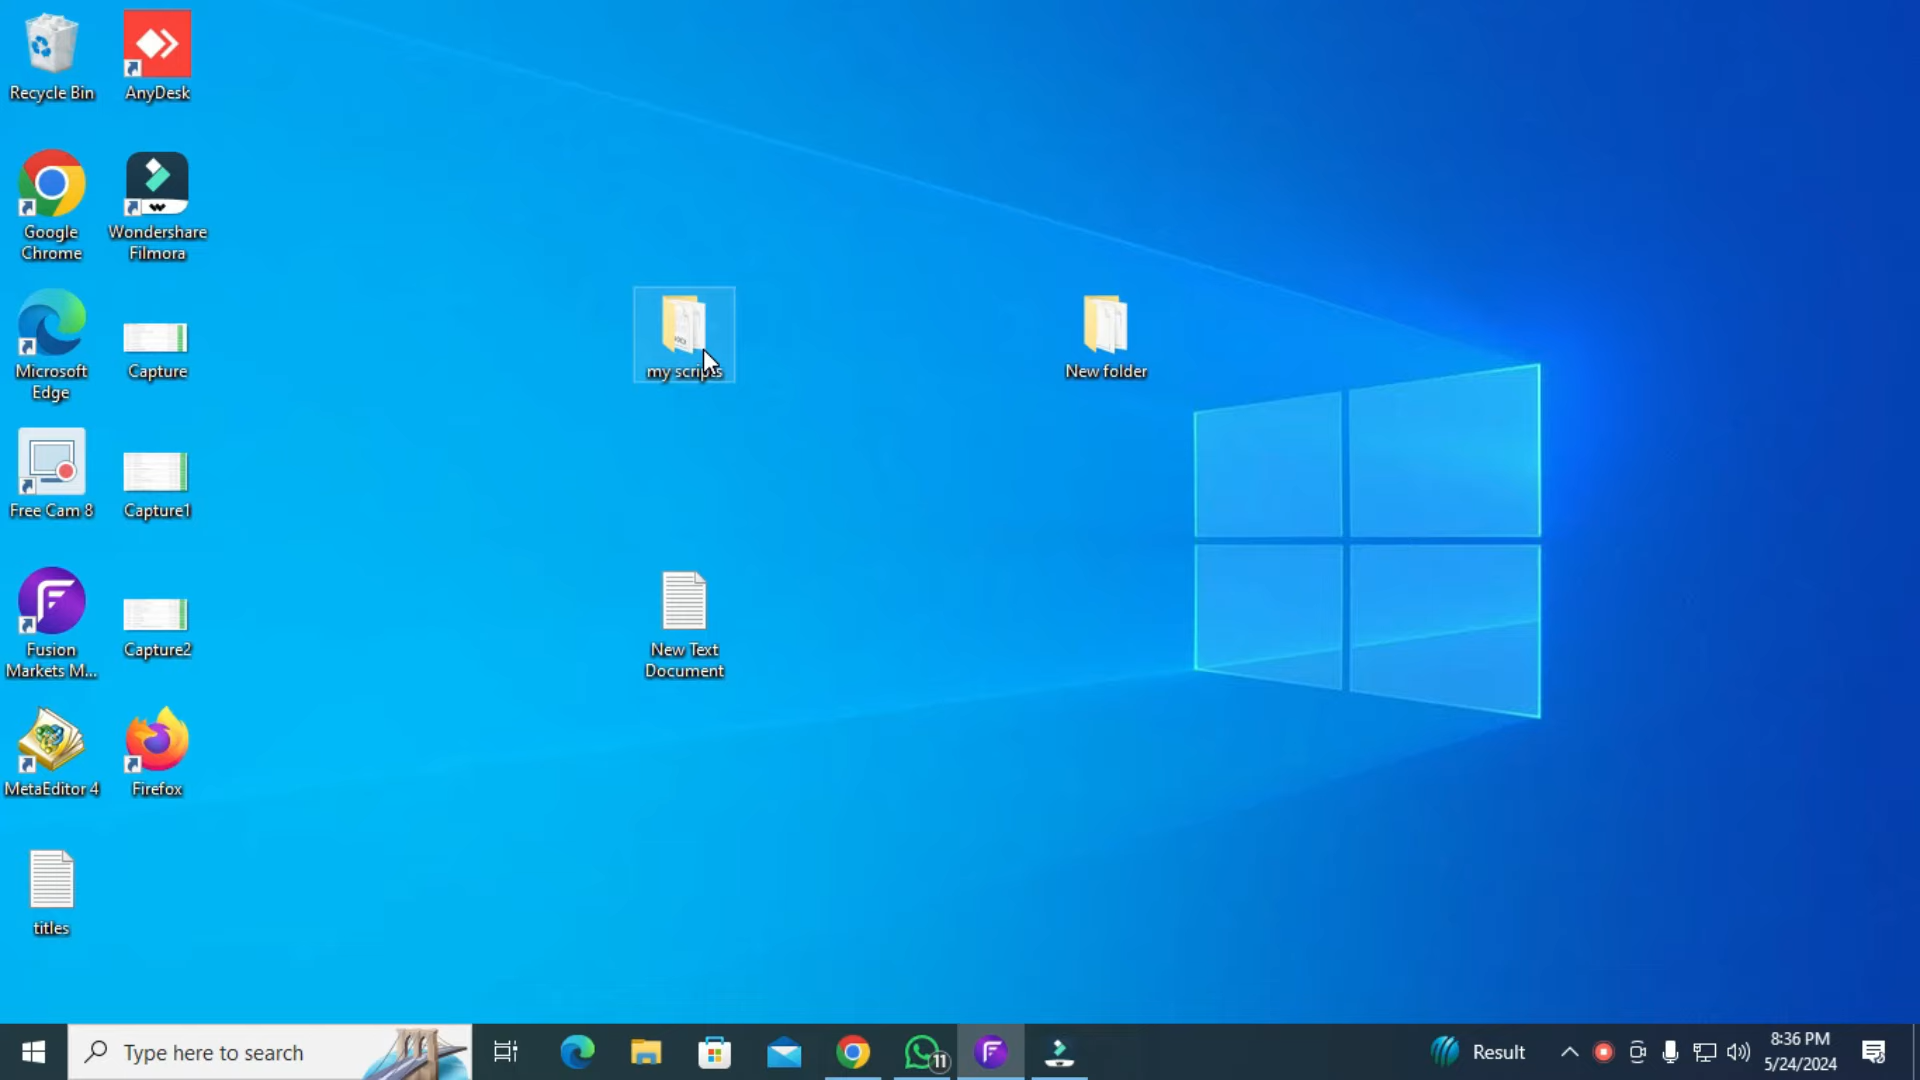 Recycle Bin
AnyDesk
Google
Chrome
Wondershare
Filmora
Microsoft
Edge
Capture
my scripts
New folder
Free Cam 8
Capture1
Fusion
Markets M...
Capture2
New Text
Document
MetaEditor 4
Firefox
titles
Type here to search
11
Result
8:36 PM
5/24/2024